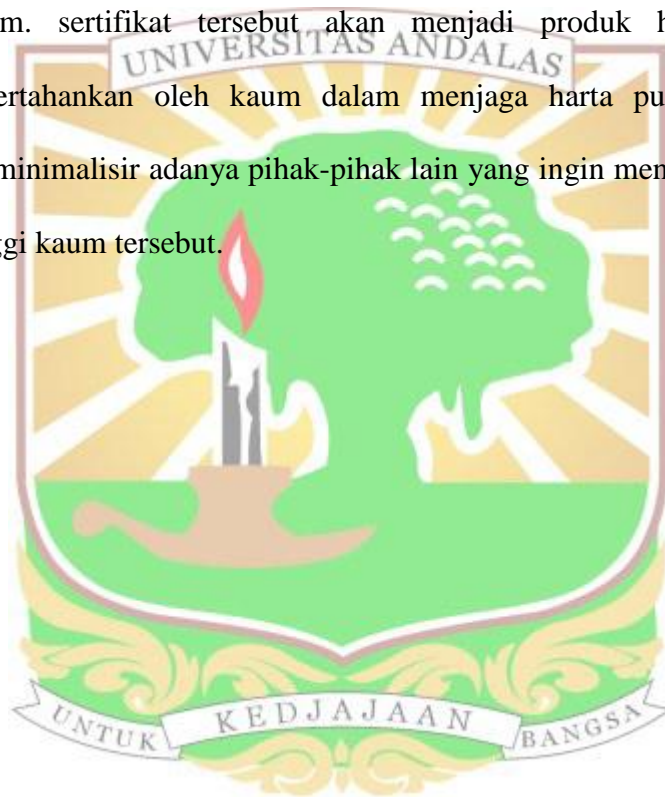 m. sertifikat tersebut akan menjadi produk h
UNIVERSITAS ANDALAS
ertahankan oleh kaum dalam menjaga harta pu
minimalisir adanya pihak-pihak lain yang ingin men
ggi kaum tersebut.
UNTUK KEDJAJAAN BANGSA